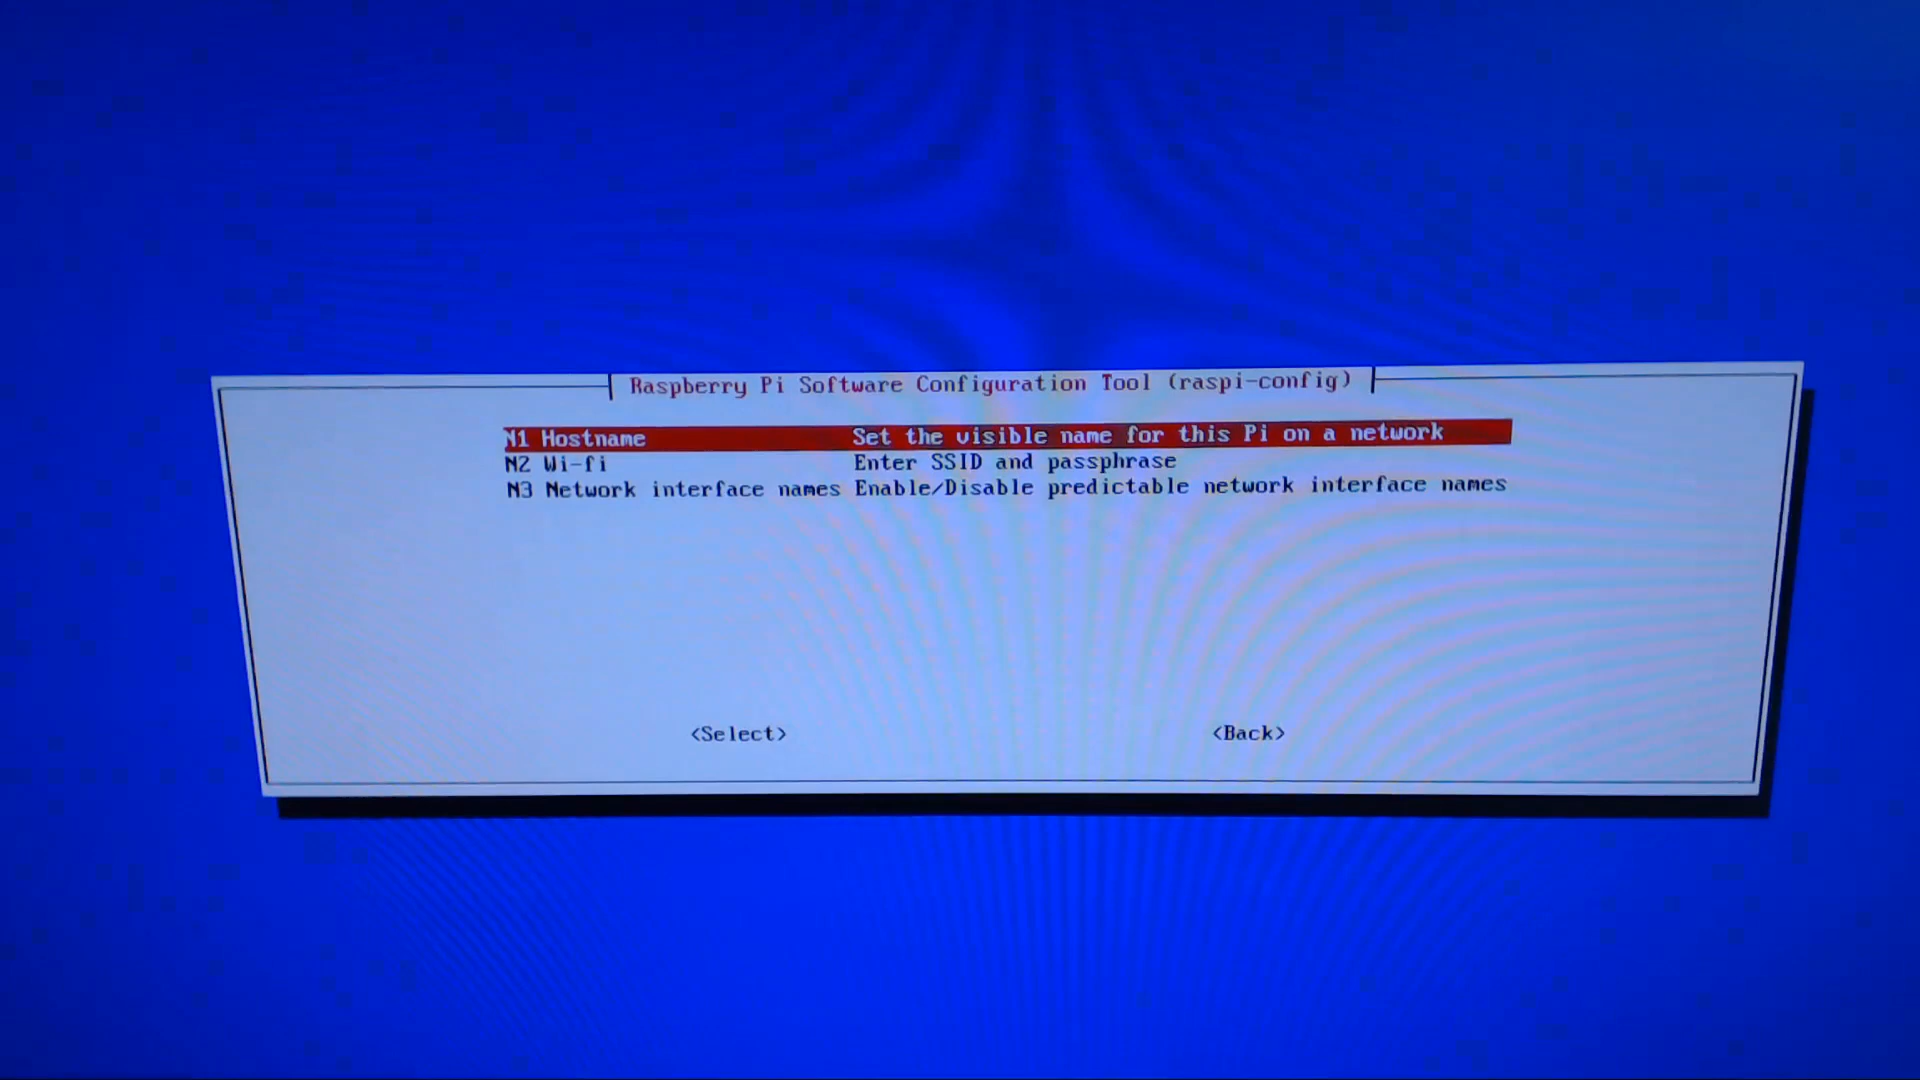 Raspberry Pi Software Configuration Tool (raspi-config)
N1 Hostname Set the visible name for this Pi on a network
N2 Wi-fi Enter SSID and passphrase
N3 Network interface names Enable/Disable predictable network interface names
<Select> <Back>